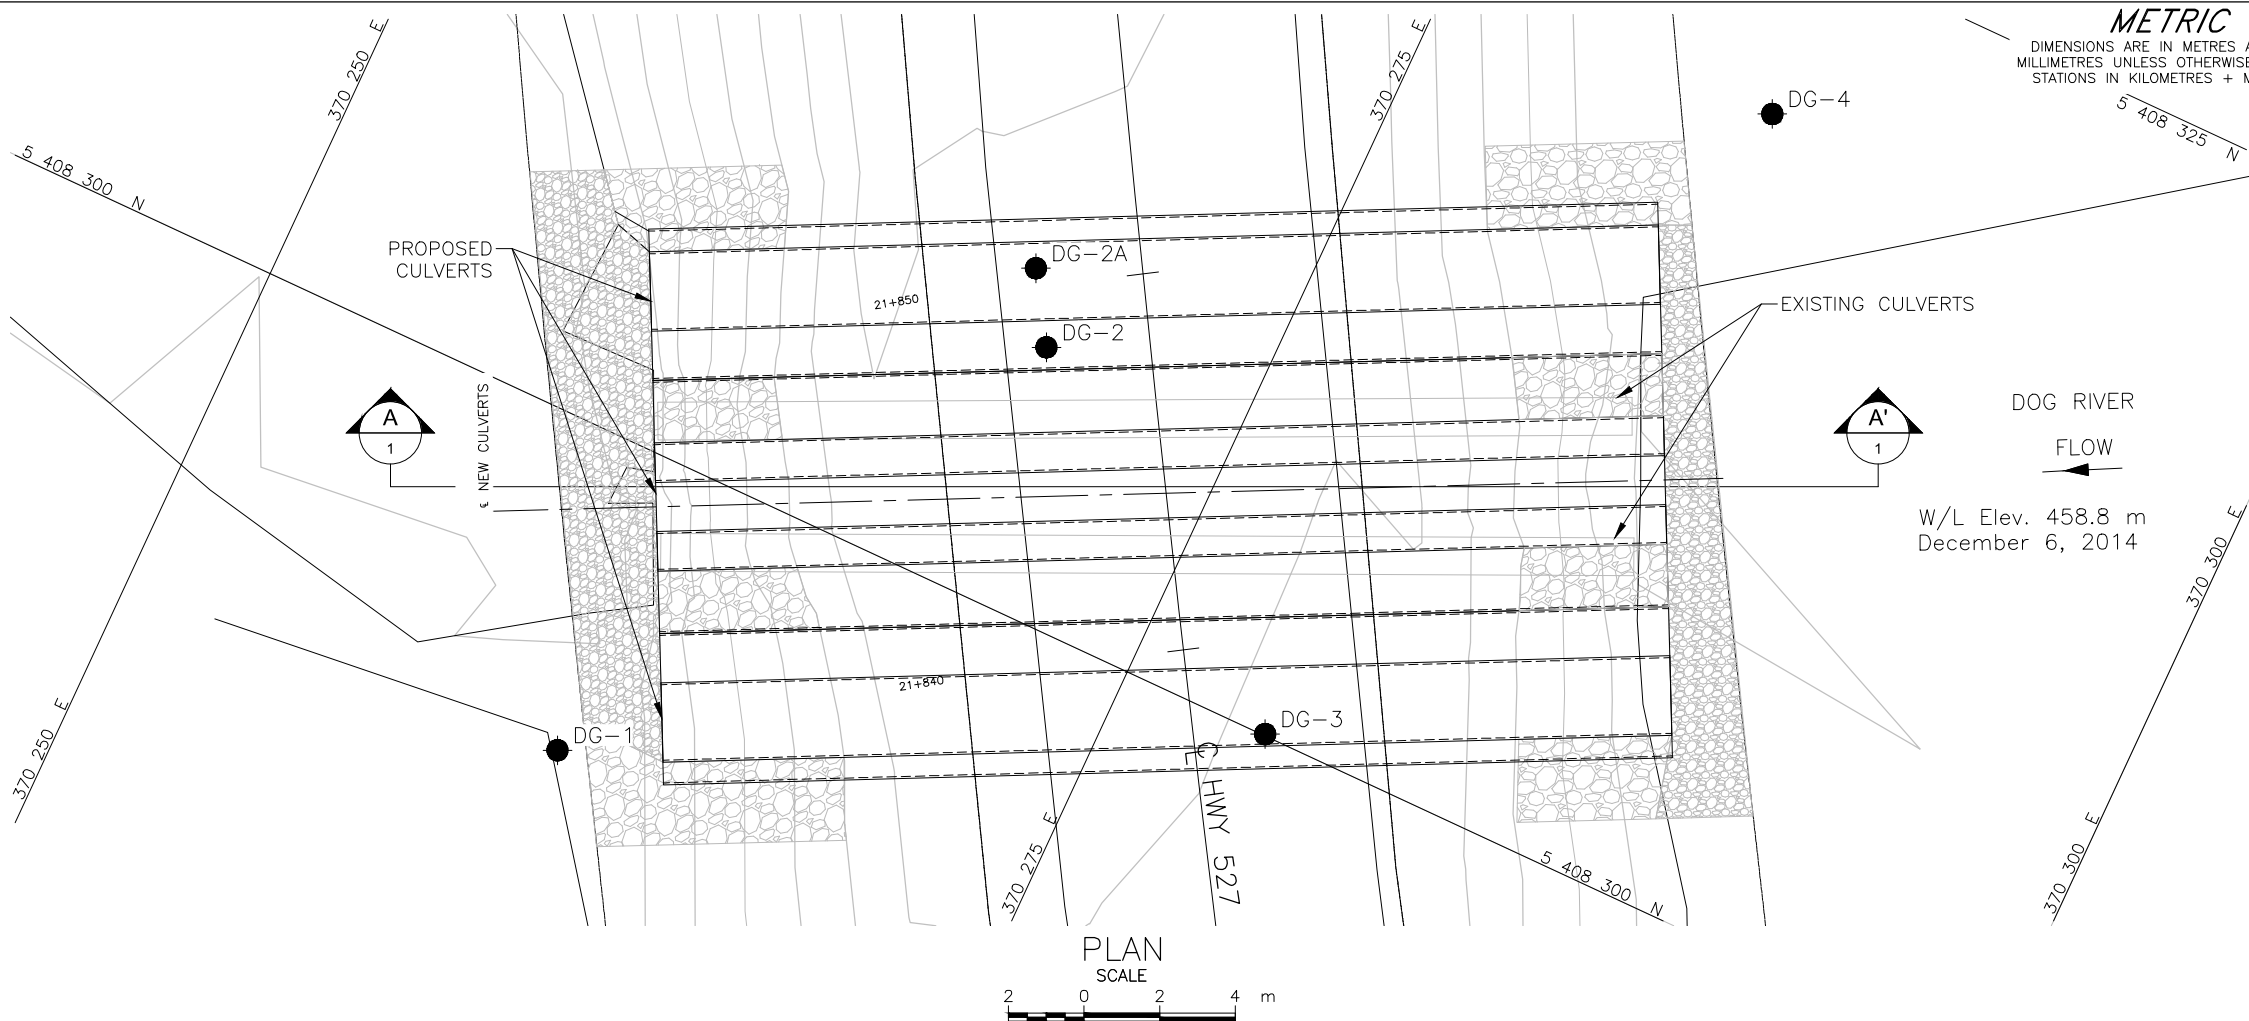 METRIC
DIMENSIONS ARE IN METRES
MILLIMETRES UNLESS OTHERWISE
STATIONS IN KILOMETRES +
370 250 E
370 275 E
DG-4
5 408 325 N
5 408 300 N
PROPOSED
CULVERTS
DG-2A
21+850
DG-2
EXISTING CULVERTS
A
1
℄ NEW CULVERTS
A'
1
DOG RIVER
FLOW
W/L Elev. 458.8 m
December 6, 2014
370 300 E
21+840
DG-1
DG-3
370 250 E
℄ HWY 527
370 275 E
5 408 300 N
370 300 E
PLAN
SCALE
2 0 2 4 m